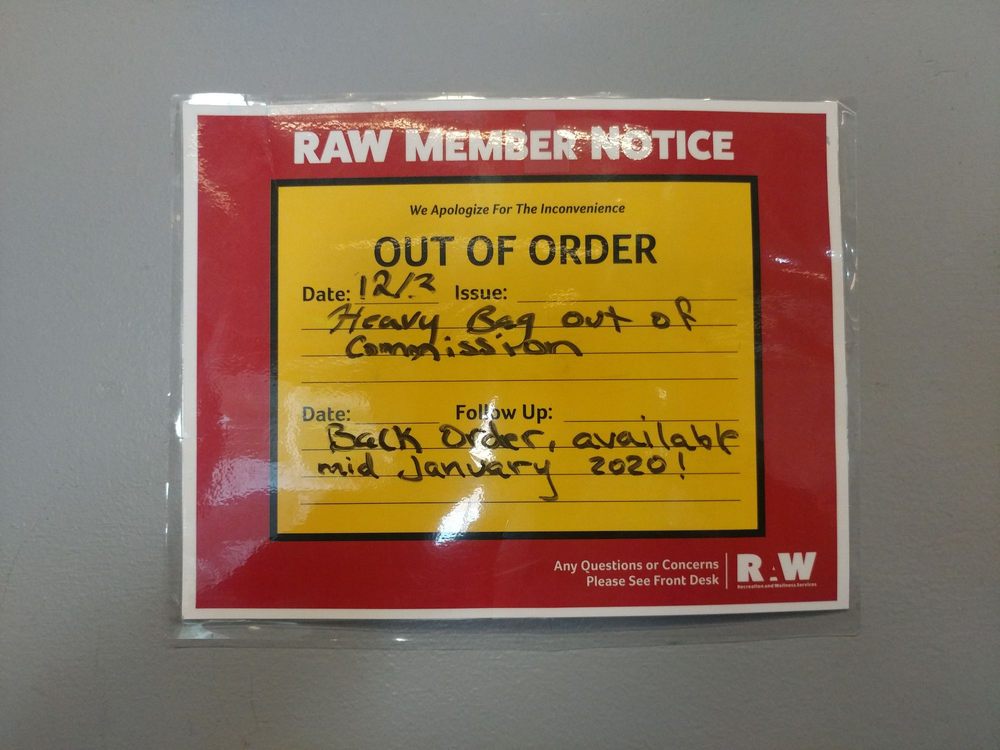 RAW MEMBER NOTICE
We Apologize For The Inconvenience
OUT OF ORDER
Date: 12/2 Issue:
Heavy Bag out of
Commission
Date: Follow Up:
Back Order, available
mid January 2020!
Any Questions or Concerns
Please See Front Desk
RAW
Recreation and Wellness Services